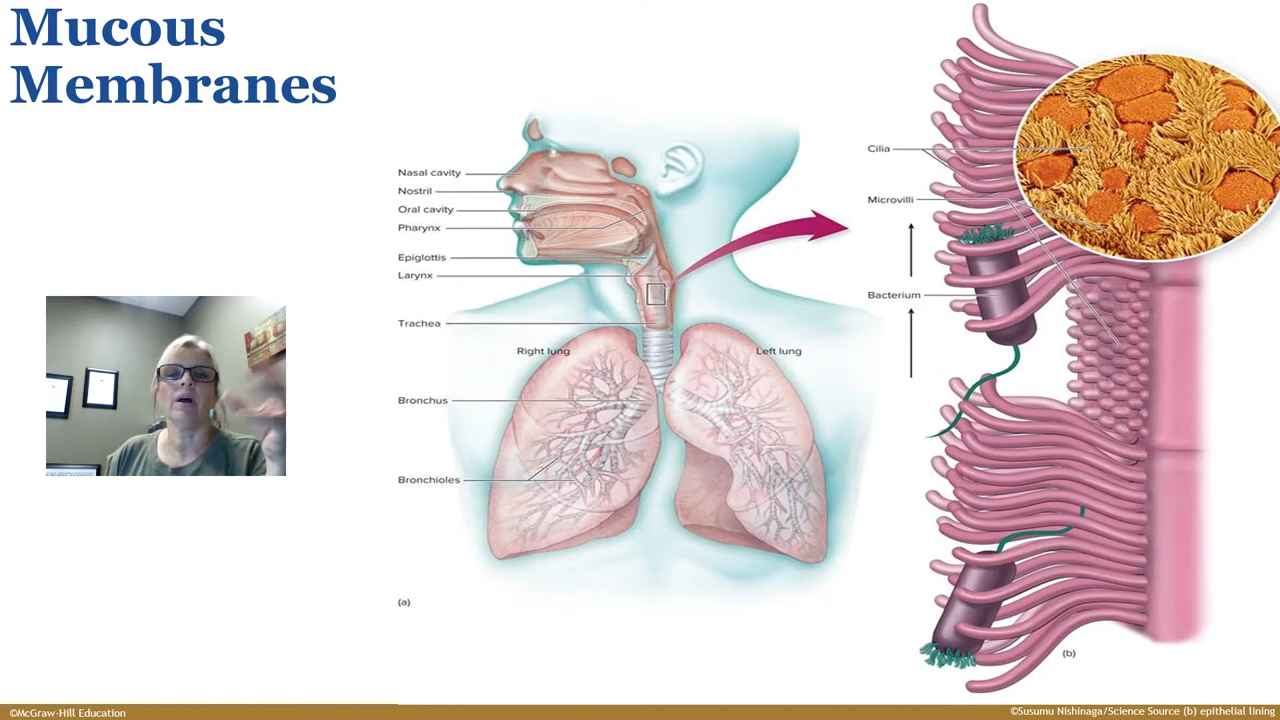 Mucous
Membranes
Nasal cavity
Nostril
Oral cavity
Pharynx
Epiglottis
Larynx
Trachea
Right lung
Left lung
Bronchus
Bronchioles
(a)
Cilia
Microvilli
Bacterium
(b)
©McGraw-Hill Education
©Susumu Nishinaga/Science Source (b) epithelial lining